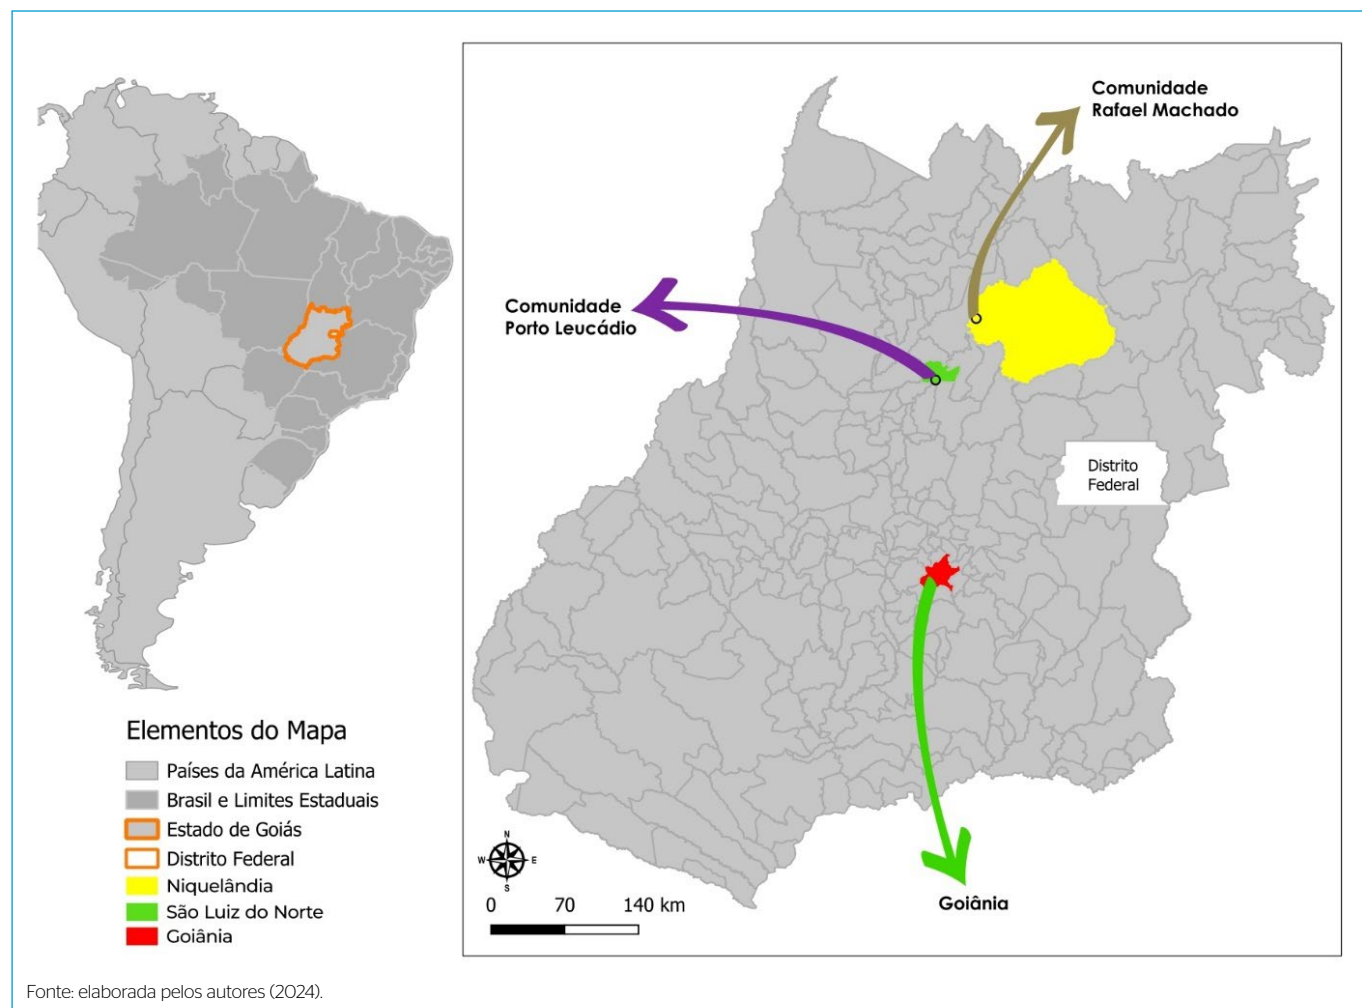 Comunidade
Rafael Machado
Comunidade
Porto Leucádio
Distrito
Federal
Goiânia
N
W
E
S
0 70 140 km
Elementos do Mapa
Países da América Latina
Brasil e Limites Estaduais
Estado de Goiás
Distrito Federal
Niquelândia
São Luiz do Norte
Goiânia
Fonte: elaborada pelos autores (2024).